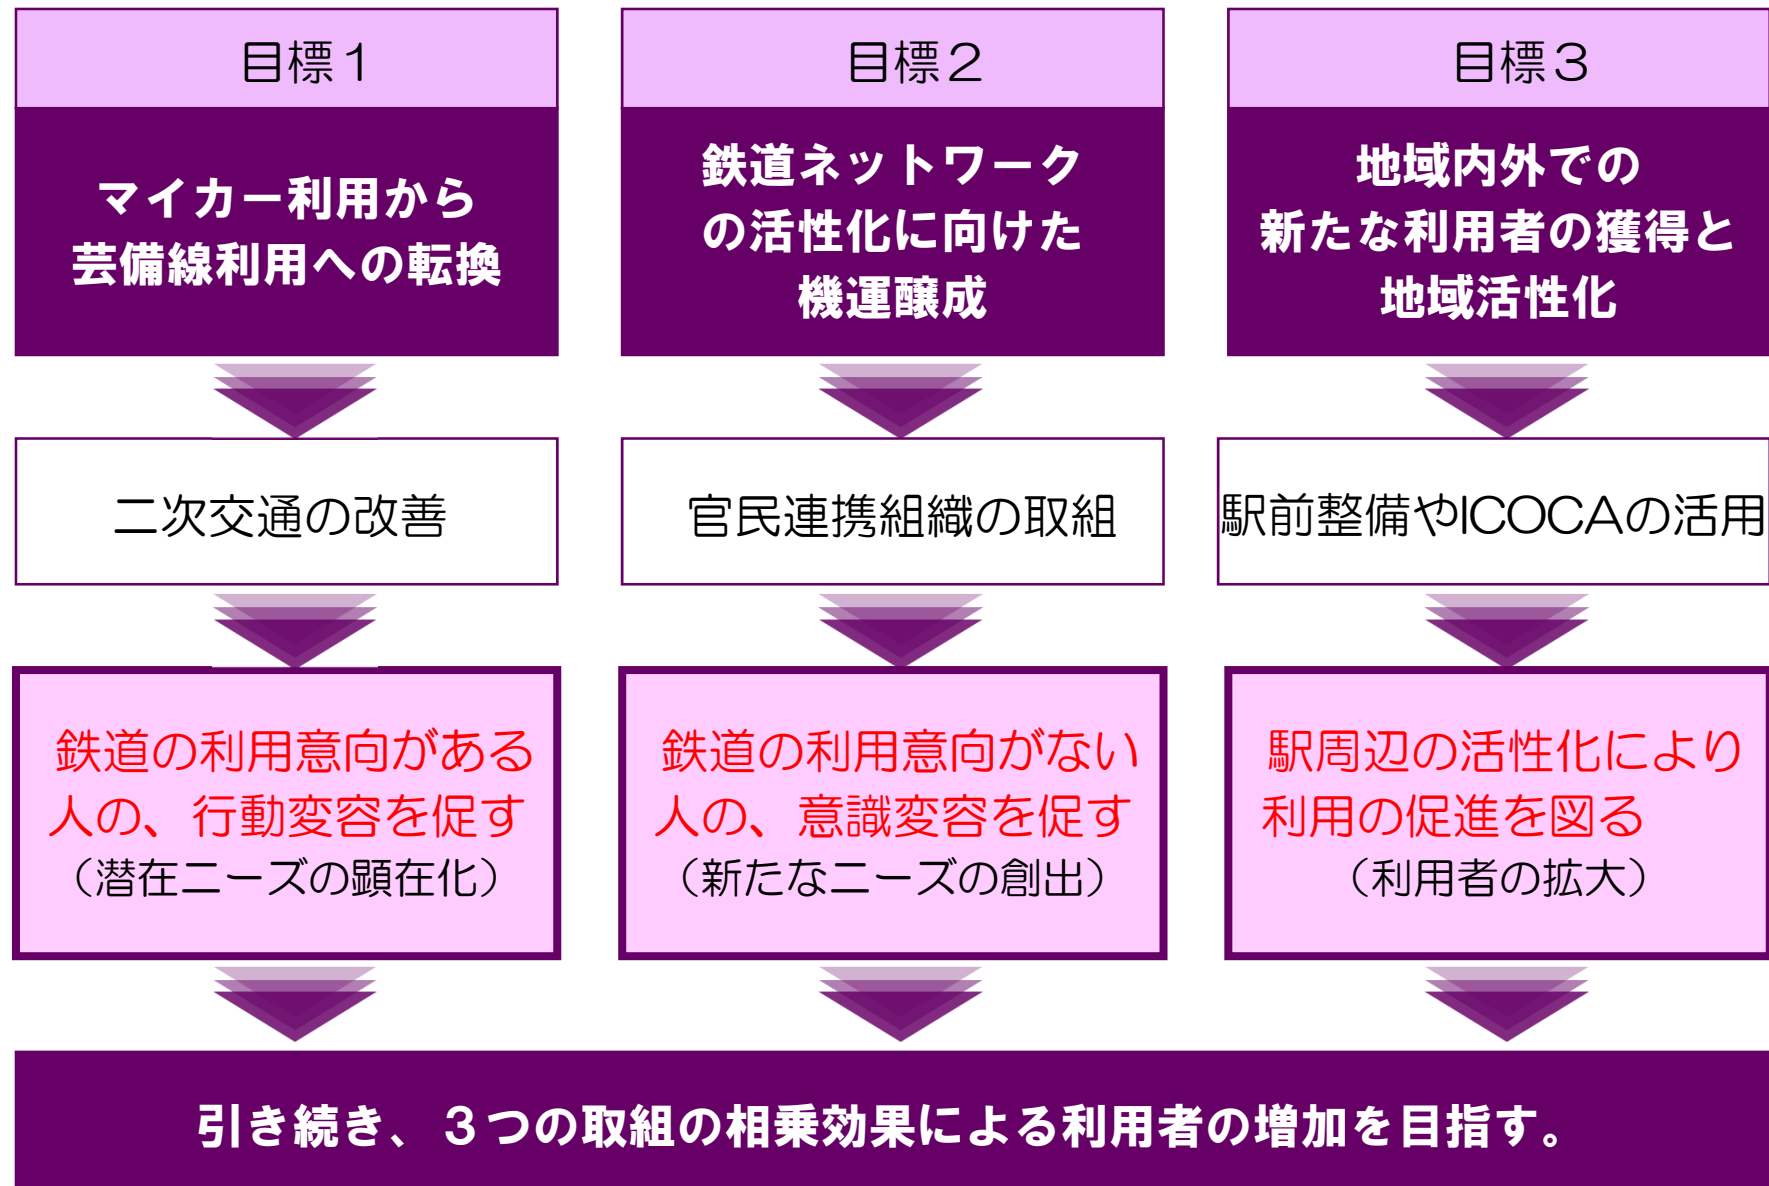 目標１
マイカー利用から
芸備線利用への転換
二次交通の改善
鉄道の利用意向がある
人の、行動変容を促す
（潜在ニーズの顕在化）
目標２
鉄道ネットワーク
の活性化に向けた
機運醸成
官民連携組織の取組
鉄道の利用意向がない
人の、意識変容を促す
（新たなニーズの創出）
目標３
地域内外での
新たな利用者の獲得と
地域活性化
駅前整備やICOCAの活用
駅周辺の活性化により
利用の促進を図る
（利用者の拡大）
引き続き、３つの取組の相乗効果による利用者の増加を目指す。